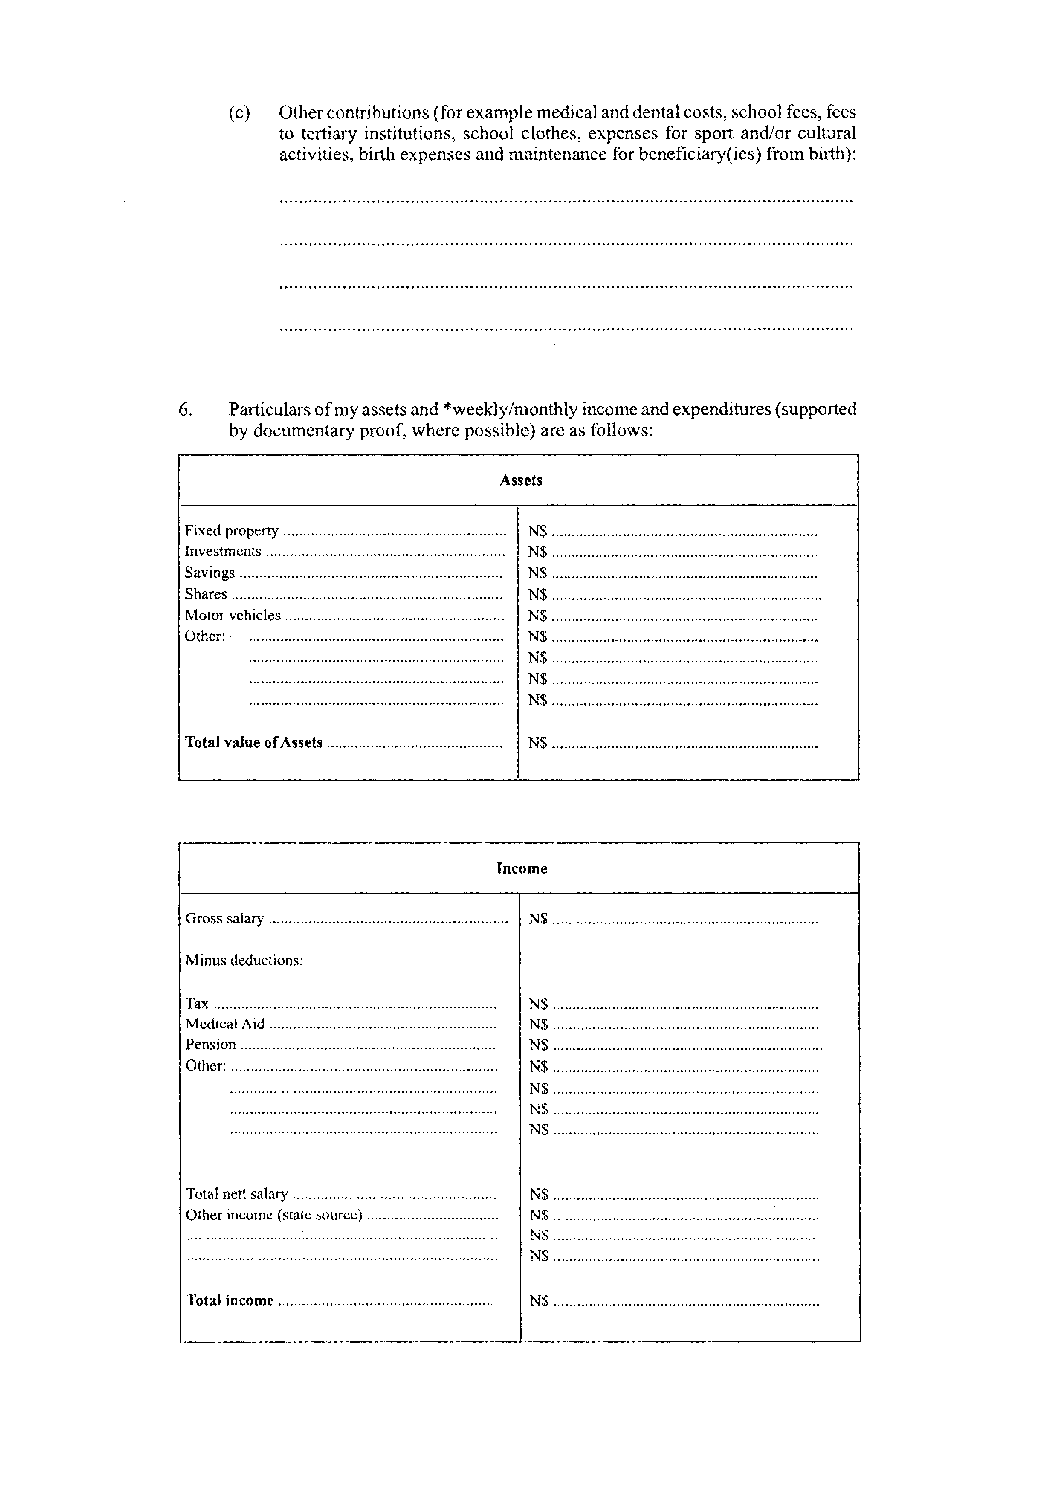 (c) Other contributions (for example medical and dental costs, school fees, fees
to tertiary institutions, school clothes, expenses for sport and/or cultural
activities, birth expenses and maintenance for beneficiary(ies) from birth):
................................................................
................................................................
................................................................
................................................................
6. Particulars of my assets and *weekly/monthly income and expenditures (supported
by documentary proof, where possible) are as follows:
Assets
Fixed property ................ N$ ................
Investments ................ N$ ................
Savings ................ N$ ................
Shares ................ N$ ................
Motor vehicles ................ N$ ................
Other: ................ N$ ................
................ N$ ................
................ N$ ................
................ N$ ................
Total value of Assets ................ N$ ................
Income
Gross salary ................ N$ ................
Minus deductions:
Tax ................ N$ ................
Medical Aid ................ N$ ................
Pension ................ N$ ................
Other: ................ N$ ................
................ N$ ................
................ N$ ................
................ N$ ................
Total nett salary ................ N$ ................
Other income (state source) ................ N$ ................
................ N$ ................
................ N$ ................
Total income ................ N$ ................